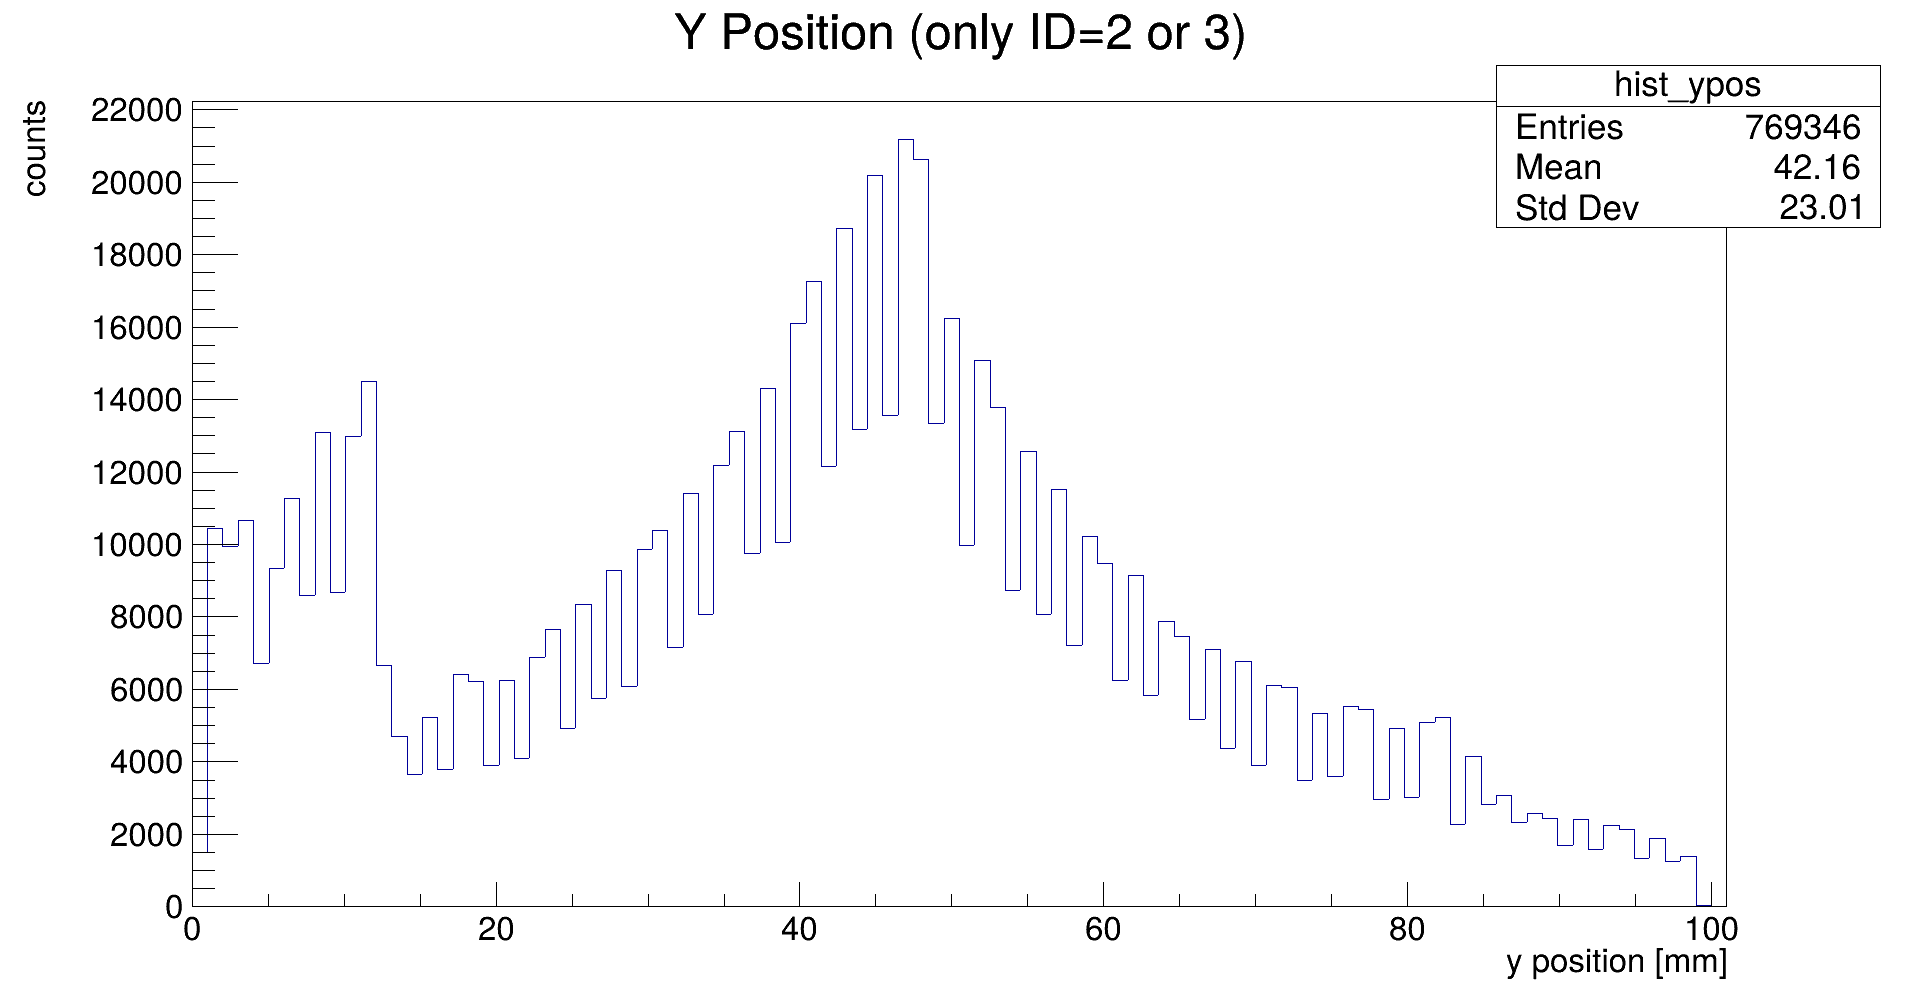 Y Position (only ID=2 or 3)
hist_ypos
Entries 769346
Mean 42.16
Std Dev 23.01
counts
22000
20000
18000
16000
14000
12000
10000
8000
6000
4000
2000
0
0 20 40 60 80 100
y position [mm]